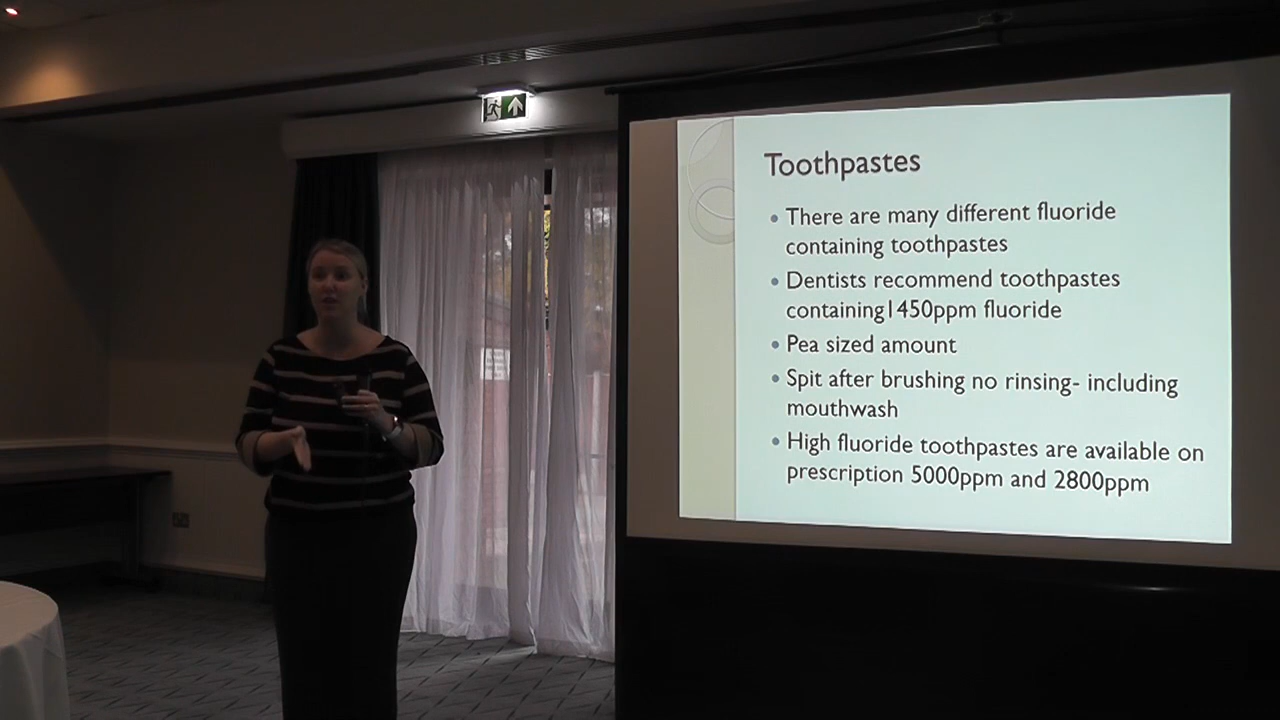 Toothpastes
There are many different fluoride
containing toothpastes
Dentists recommend toothpastes
containing1450ppm fluoride
Pea sized amount
Spit after brushing no rinsing- including
mouthwash
High fluoride toothpastes are available on
prescription 5000ppm and 2800ppm